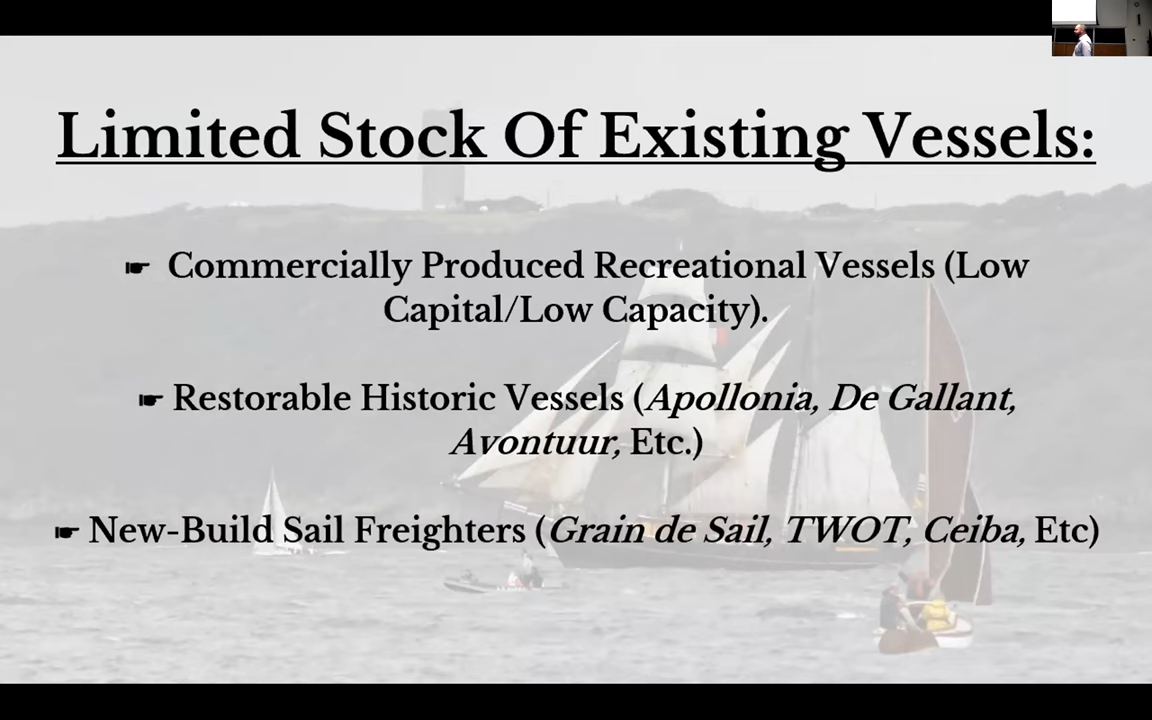 Limited Stock Of Existing Vessels:
☛ Commercially Produced Recreational Vessels (Low
Capital/Low Capacity).
☛ Restorable Historic Vessels (Apollonia, De Gallant,
Avontuur, Etc.)
☛ New-Build Sail Freighters (Grain de Sail, TWOT, Ceiba, Etc)